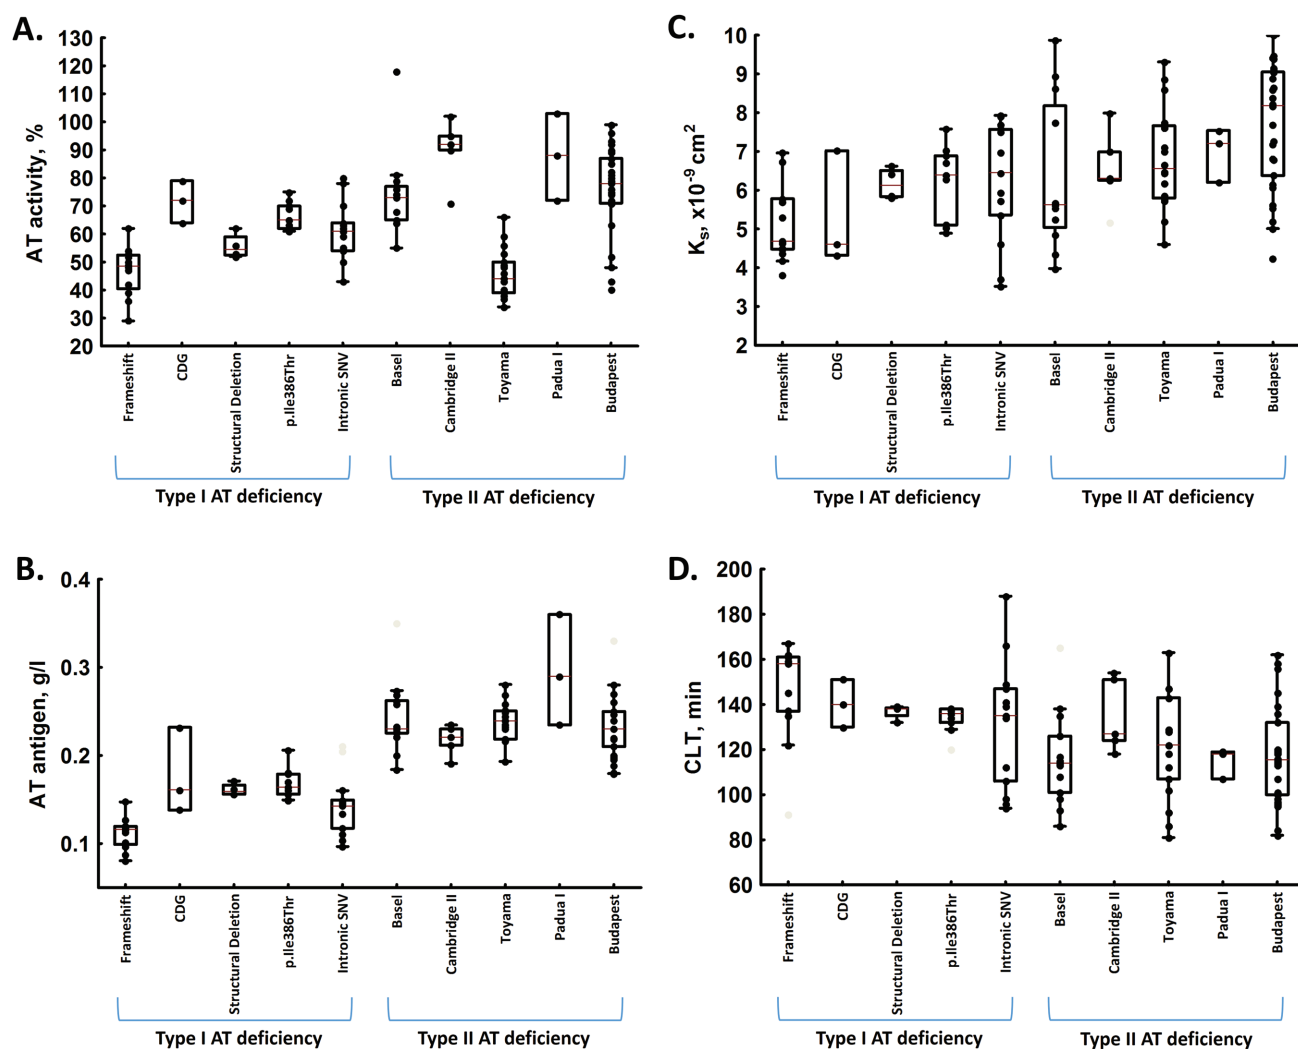 A.
130
120
110
100
90
80
70
60
50
40
30
20
AT activity, %
Frameshift
CDG
Structural Deletion
p.Ile386Thr
Intronic SNV
Basel
Cambridge II
Toyama
Padua I
Budapest
Type I AT deficiency
Type II AT deficiency
C.
10
9
8
7
6
5
4
3
2
Ks, x10-9 cm2
Frameshift
CDG
Structural Deletion
p.Ile386Thr
Intronic SNV
Basel
Cambridge II
Toyama
Padua I
Budapest
Type I AT deficiency
Type II AT deficiency
B.
0.4
0.3
0.2
0.1
AT antigen, g/l
Frameshift
CDG
Structural Deletion
p.Ile386Thr
Intronic SNV
Basel
Cambridge II
Toyama
Padua I
Budapest
Type I AT deficiency
Type II AT deficiency
D.
200
180
160
140
120
100
80
60
CLT, min
Frameshift
CDG
Structural Deletion
p.Ile386Thr
Intronic SNV
Basel
Cambridge II
Toyama
Padua I
Budapest
Type I AT deficiency
Type II AT deficiency